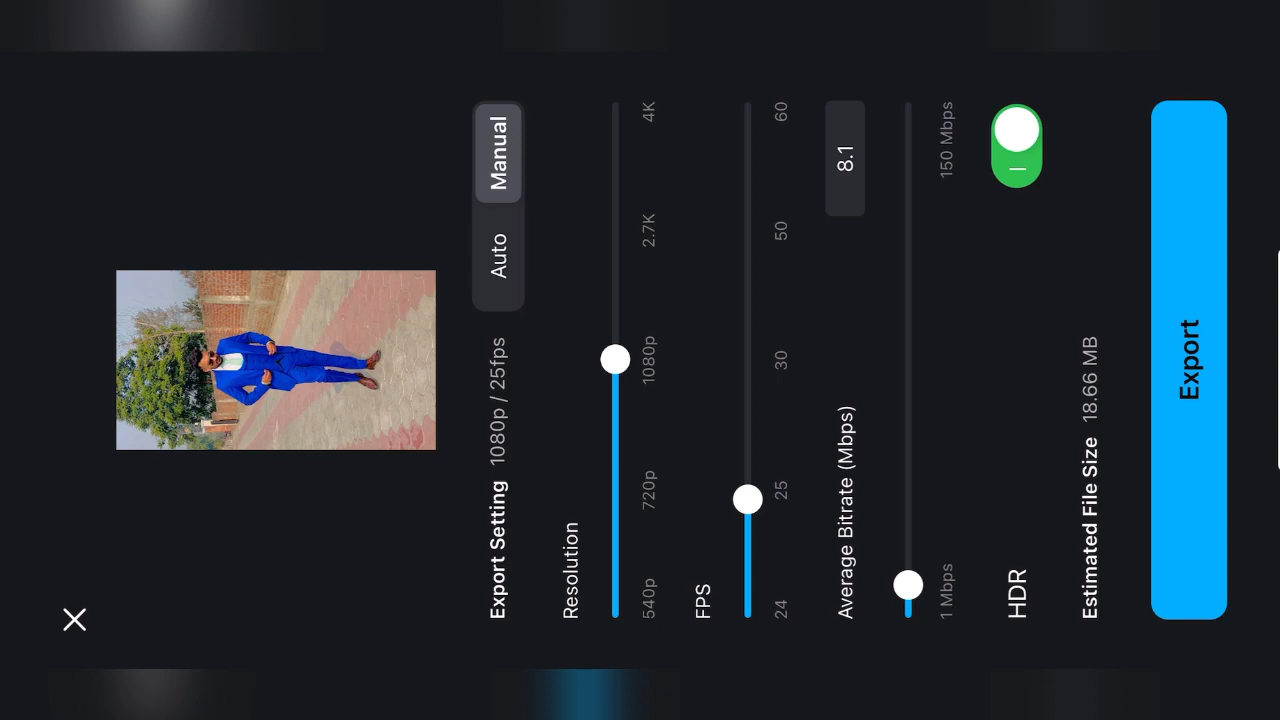 Export Setting 1080p / 25fps Auto Manual
Resolution
540p 720p 1080p 2.7K 4K
FPS
24 25 30 50 60
Average Bitrate (Mbps) 8.1
1 Mbps 150 Mbps
HDR
Estimated File Size 18.66 MB
Export